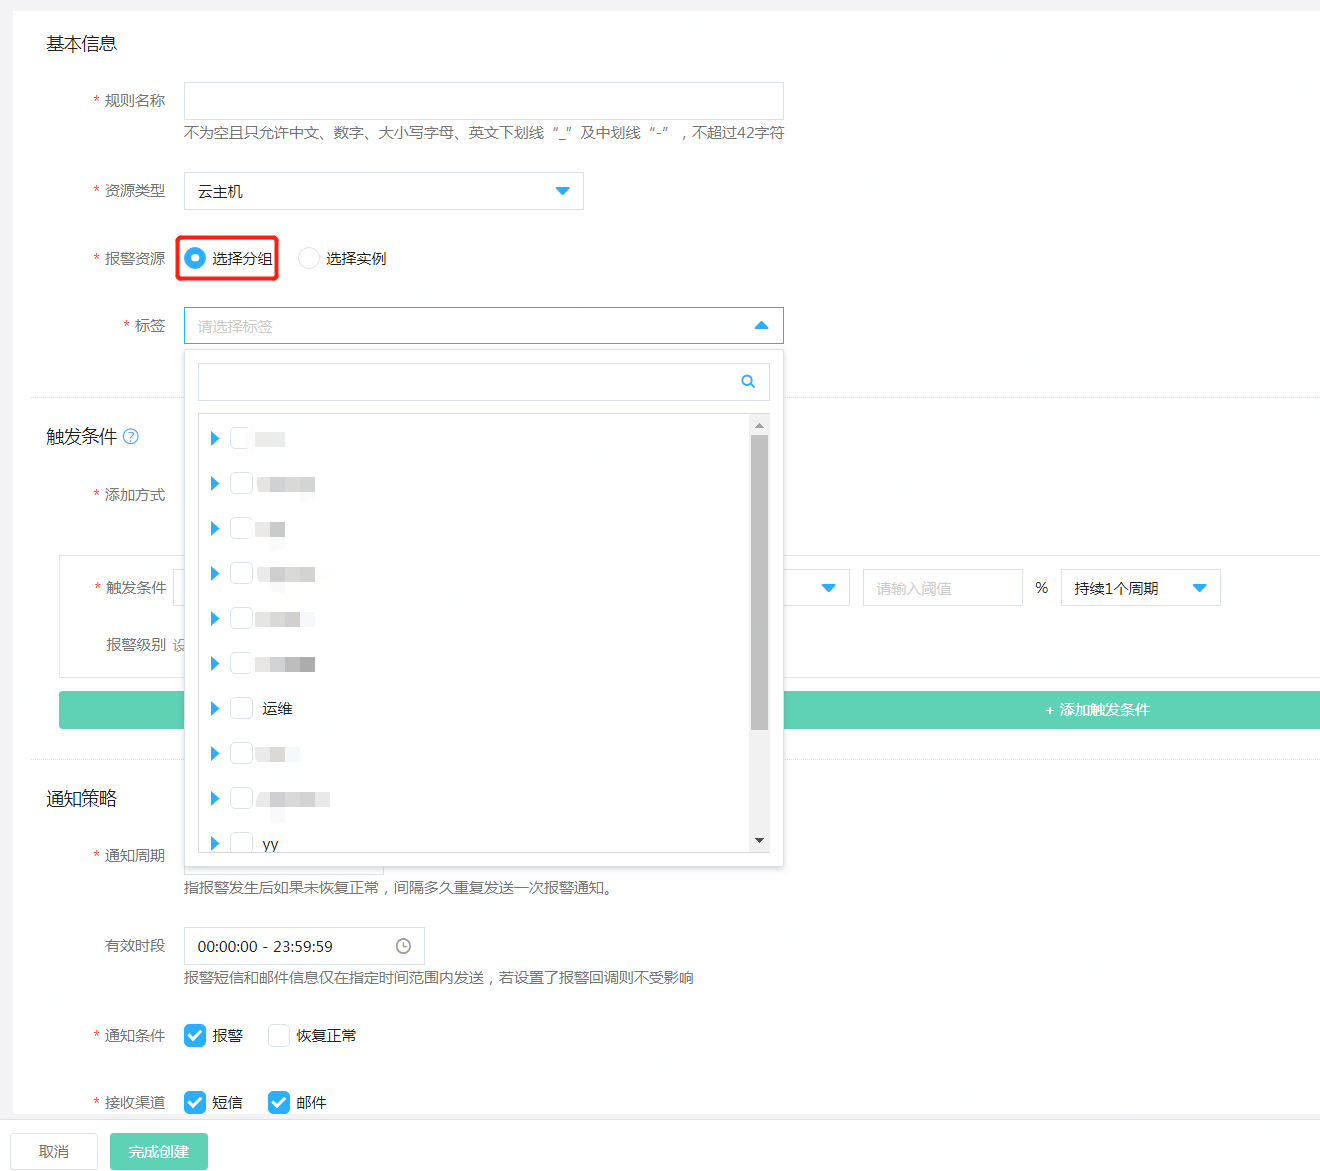 基本信息
* 规则名称
不为空且只允许中文、数字、大小写字母、英文下划线“_”及中划线“-”，不超过42字符
* 资源类型 云主机
* 报警资源 选择分组 选择实例
* 标签 请选择标签
触发条件 ?
* 添加方式
* 触发条件 请输入阈值 % 持续1个周期
报警级别 设
运维
+ 添加触发条件
通知策略
yy
* 通知周期
指报警发生后如果未恢复正常，间隔多久重复发送一次报警通知。
有效时段 00:00:00 - 23:59:59
报警短信和邮件信息仅在指定时间范围内发送，若设置了报警回调则不受影响
* 通知条件 报警 恢复正常
* 接收渠道 短信 邮件
取消 完成创建